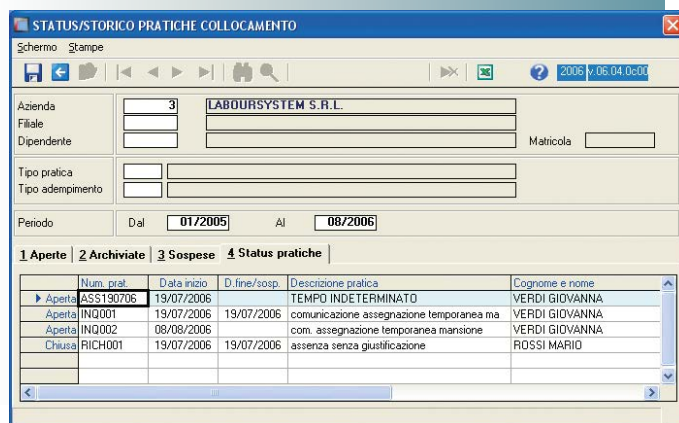 STATUS/STORICO PRATICHE COLLOCAMENTO
Schermo Stampe
2006 v.06.04.0c00
Azienda 3 LABOURSYSTEM S.R.L.
Filiale
Dipendente Matricola
Tipo pratica
Tipo adempimento
Periodo Dal 01/2005 Al 08/2006
1 Aperte 2 Archiviate 3 Sospese 4 Status pratiche
Num. prat. Data inizio D.fine/sosp. Descrizione pratica Cognome e nome
Aperta ASS190706 19/07/2006 TEMPO INDETERMINATO VERDI GIOVANNA
Aperta INQ001 19/07/2006 19/07/2006 comunicazione assegnazione temporanea ma VERDI GIOVANNA
Aperta INQ002 08/08/2006 com. assegnazione temporanea mansione VERDI GIOVANNA
Chiusa RICH001 19/07/2006 19/07/2006 assenza senza giustificazione ROSSI MARIO